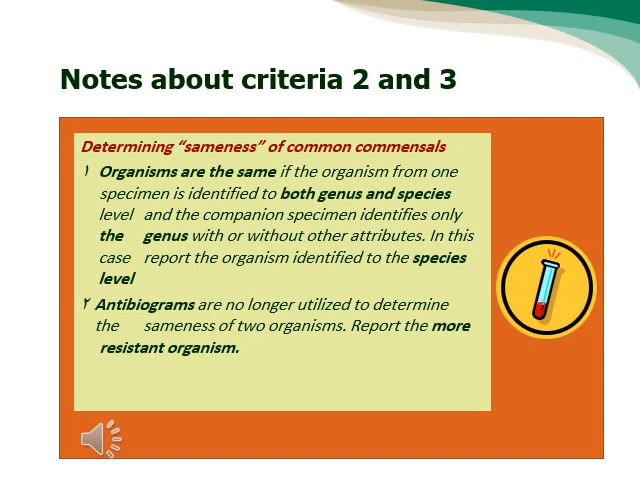 Notes about criteria 2 and 3
Determining “sameness” of common commensals
١ Organisms are the same if the organism from one
specimen is identified to both genus and species
level and the companion specimen identifies only
the genus with or without other attributes. In this
case report the organism identified to the species
level
٢ Antibiograms are no longer utilized to determine
the sameness of two organisms. Report the more
resistant organism.